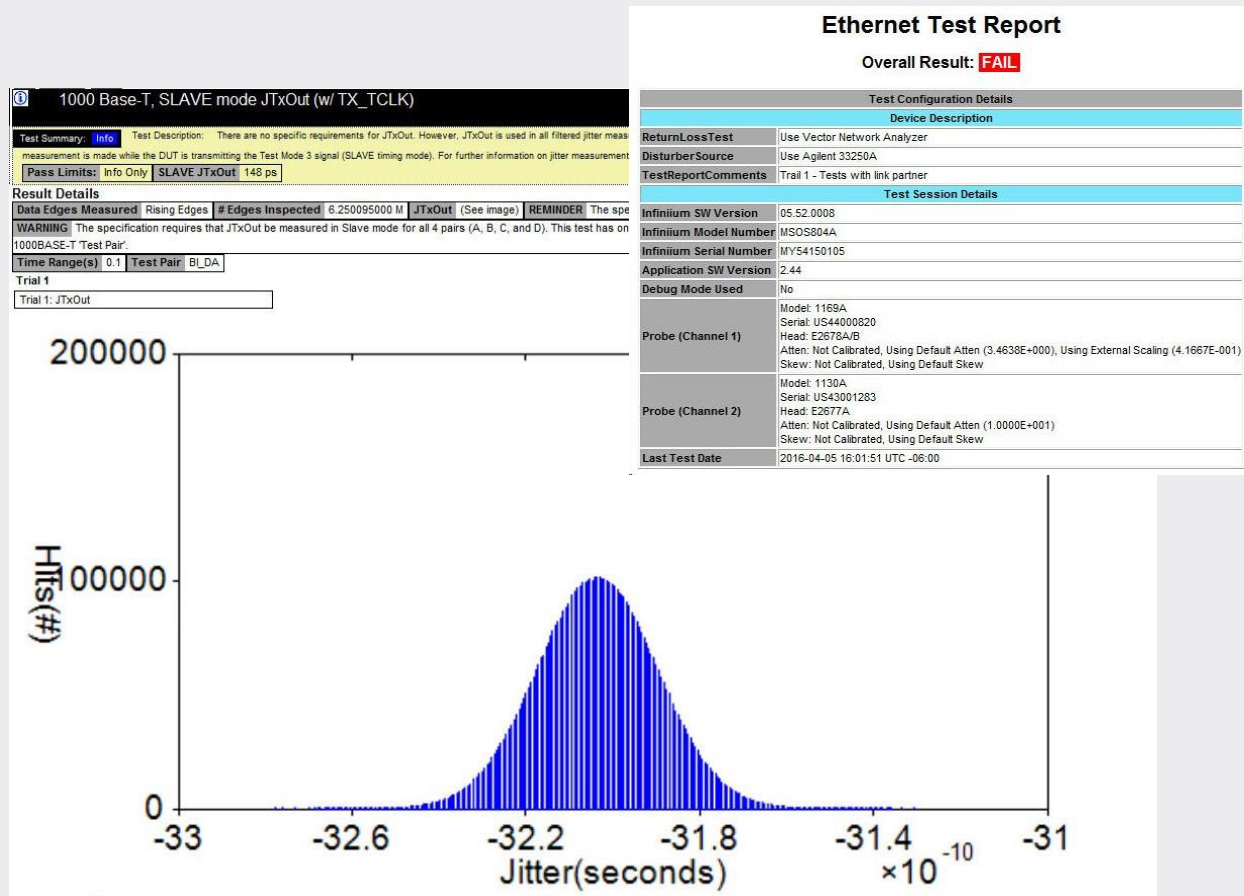 Ethernet Test Report
Overall Result: FAIL
Test Configuration Details
Device Description
ReturnLossTest Use Vector Network Analyzer
DisturberSource Use Agilent 33250A
TestReportComments Trail 1 - Tests with link partner
Test Session Details
Infiniium SW Version 05.52.0008
Infiniium Model Number MSOS804A
Infiniium Serial Number MY54150105
Application SW Version 2.44
Debug Mode Used No
Probe (Channel 1)
Model: 1169A
Serial: US44000820
Head: E2678A/B
Atten: Not Calibrated, Using Default Atten (3.4638E+000), Using External Scaling (4.1667E-001)
Skew: Not Calibrated, Using Default Skew
Probe (Channel 2)
Model: 1130A
Serial: US43001283
Head: E2677A
Atten: Not Calibrated, Using Default Atten (1.0000E+001)
Skew: Not Calibrated, Using Default Skew
Last Test Date 2016-04-05 16:01:51 UTC -06:00
1000 Base-T, SLAVE mode JTxOut (w/ TX_TCLK)
Test Summary: Info Test Description: There are no specific requirements for JTxOut. However, JTxOut is used in all filtered jitter meas
measurement is made while the DUT is transmitting the Test Mode 3 signal (SLAVE timing mode). For further information on jitter measurement
Pass Limits: Info Only SLAVE JTxOut 148 ps
Result Details
Data Edges Measured Rising Edges # Edges Inspected 6.250095000 M JTxOut (See image) REMINDER The spe
WARNING The specification requires that JTxOut be measured in Slave mode for all 4 pairs (A, B, C, and D). This test has on
1000BASE-T 'Test Pair'.
Time Range(s) 0.1 Test Pair BI_DA
Trial 1
Trial 1: JTxOut
200000
100000
0
Hits(#)
-33 -32.6 -32.2 -31.8 -31.4 -31
Jitter(seconds) ×10 -10